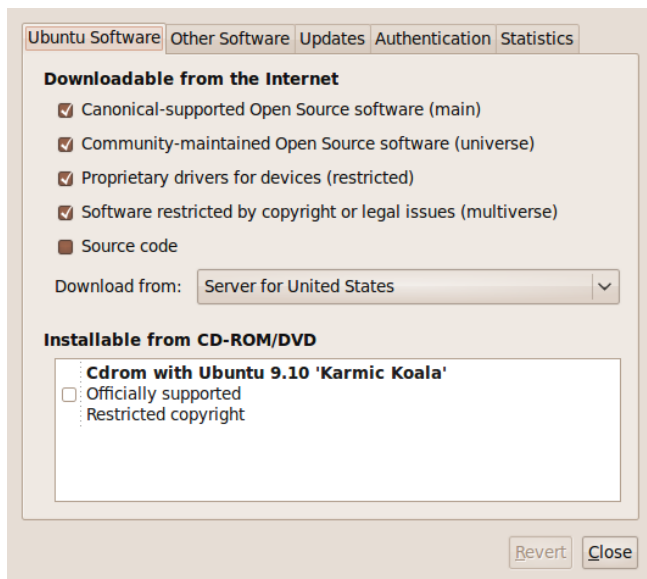 Ubuntu Software Other Software Updates Authentication Statistics
Downloadable from the Internet
Canonical-supported Open Source software (main)
Community-maintained Open Source software (universe)
Proprietary drivers for devices (restricted)
Software restricted by copyright or legal issues (multiverse)
Source code
Download from: Server for United States
Installable from CD-ROM/DVD
Cdrom with Ubuntu 9.10 'Karmic Koala'
Officially supported
Restricted copyright
Revert Close